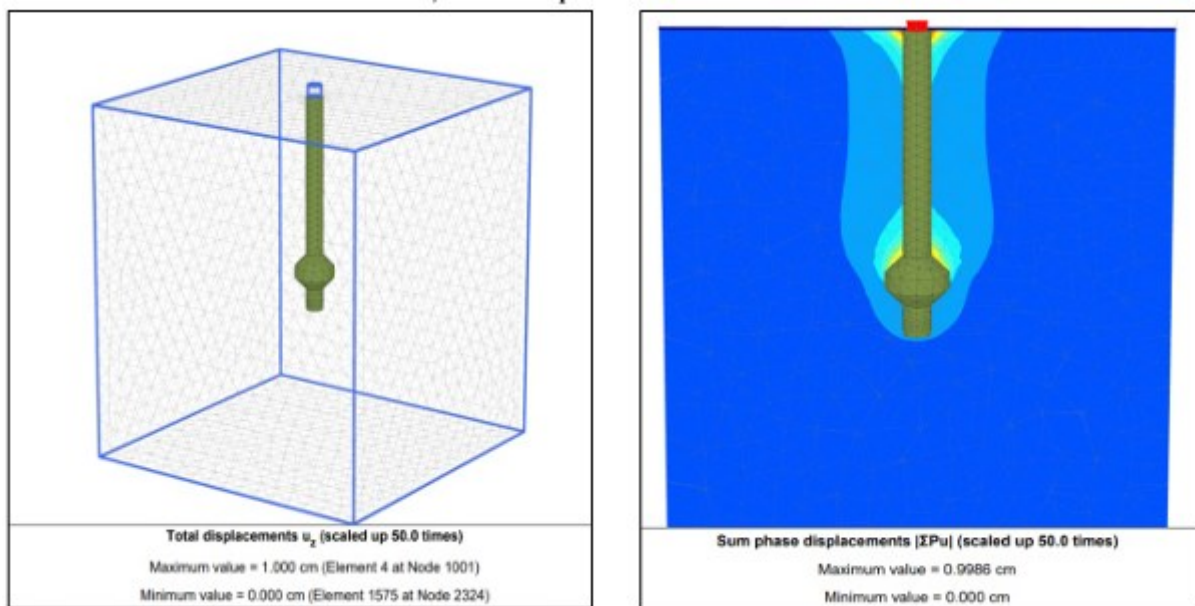 Total displacements u_z (scaled up 50.0 times)
Maximum value = 1.000 cm (Element 4 at Node 1001)
Minimum value = 0.000 cm (Element 1575 at Node 2324)
Sum phase displacements |ΣPu| (scaled up 50.0 times)
Maximum value = 0.9986 cm
Minimum value = 0.000 cm